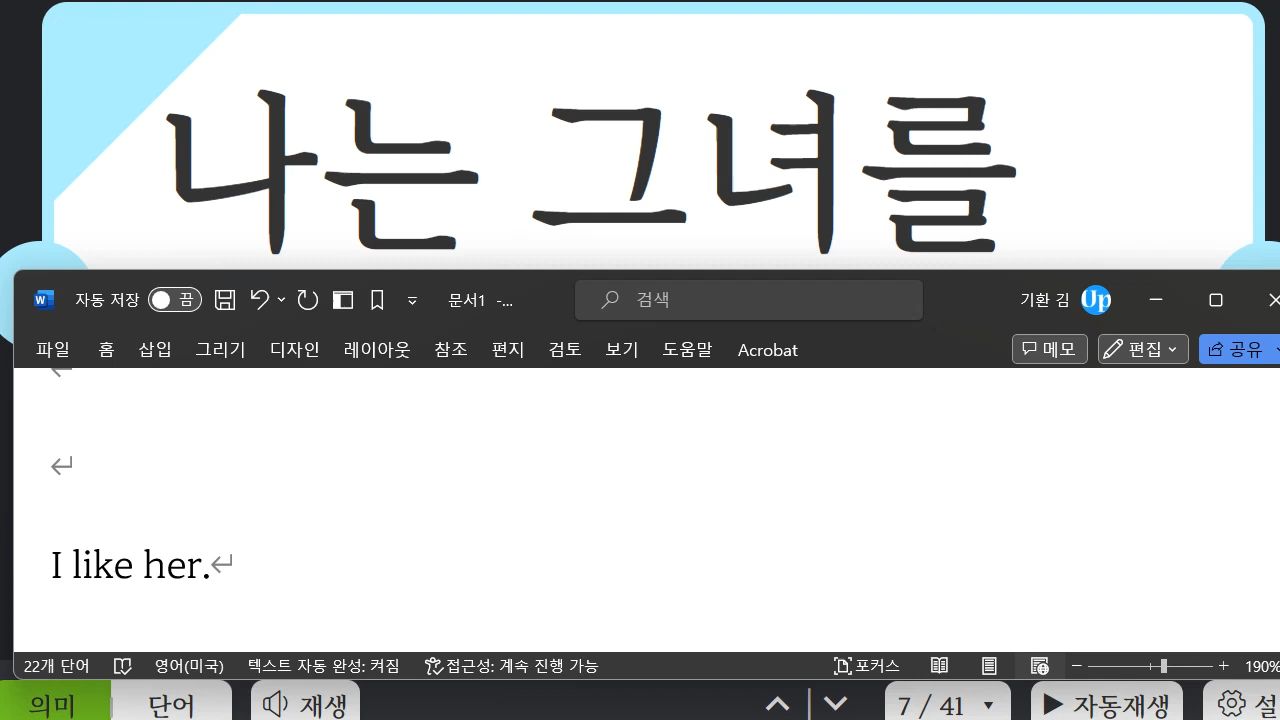 나는 그녀를
자동 저장 끔 문서1 -... 검색 기환 김 Up
파일 홈 삽입 그리기 디자인 레이아웃 참조 편지 검토 보기 도움말 Acrobat 메모 편집 공유
I like her.
22개 단어 영어(미국) 텍스트 자동 완성: 켜짐 접근성: 계속 진행 가능 포커스 190%
의미 단어 재생 7 / 41 자동재생 설